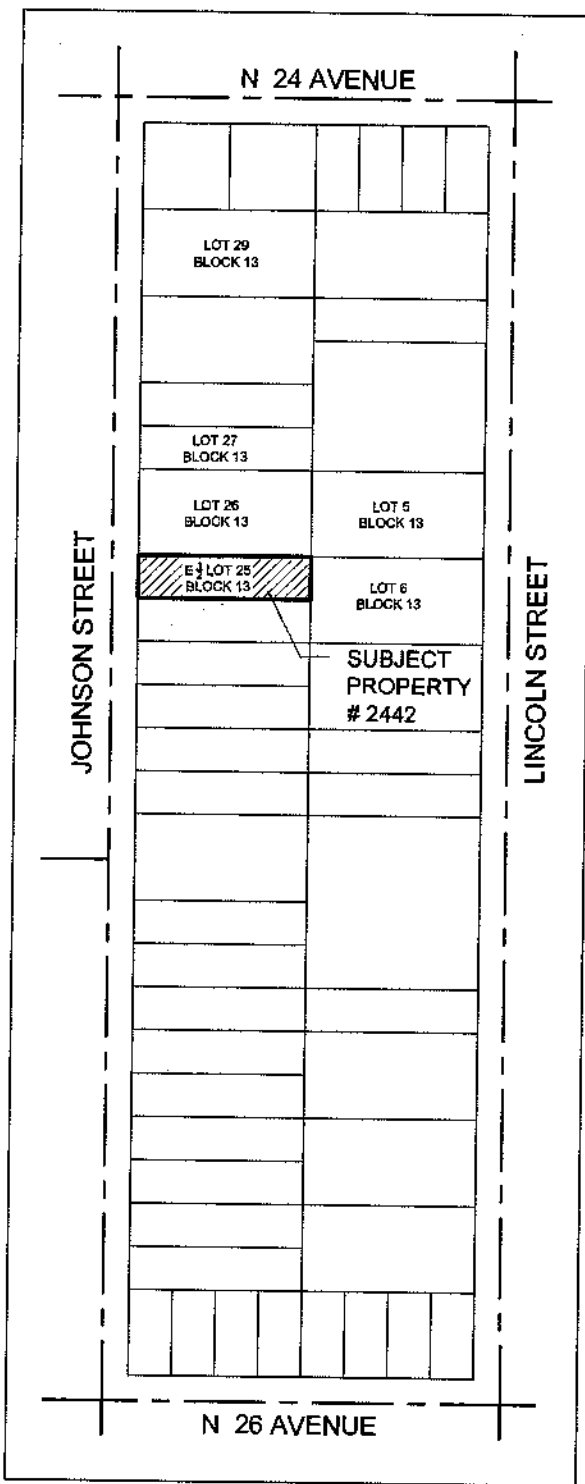 N 24 AVENUE
LOT 29
BLOCK 13
LOT 27
BLOCK 13
LOT 26
BLOCK 13
LOT 5
BLOCK 13
E ½ LOT 25
BLOCK 13
LOT 6
BLOCK 13
SUBJECT
PROPERTY
# 2442
JOHNSON STREET
LINCOLN STREET
N 26 AVENUE